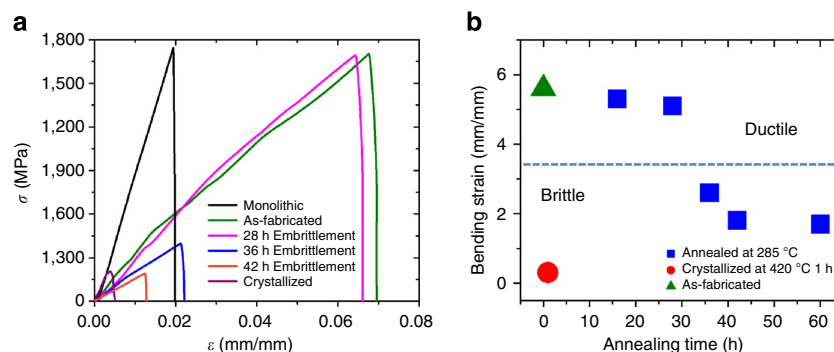 a
σ (MPa)
1,800
1,500
1,200
1,900
1,600
1,300
0
Monolithic
As-fabricated
28 h Embrittlement
36 h Embrittlement
42 h Embrittlement
Crystallized
0.00 0.02 0.04 0.06 0.08
ε (mm/mm)
b
Bending strain (mm/mm)
6
4
2
0
Ductile
Brittle
Annealed at 285 °C
Crystallized at 420 °C 1 h
As-fabricated
0 10 20 30 40 50 60
Annealing time (h)